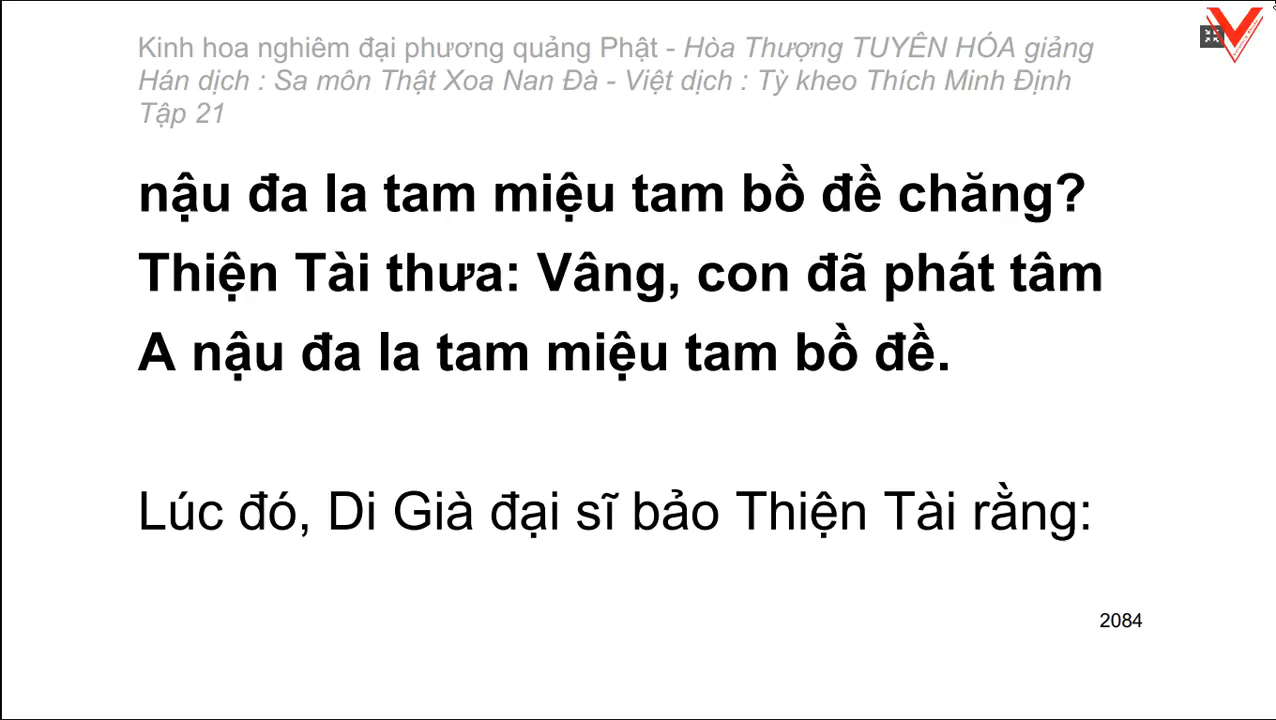 Kinh hoa nghiêm đại phương quảng Phật - Hòa Thượng TUYÊN HÓA giảng
Hán dịch : Sa môn Thật Xoa Nan Đà - Việt dịch : Tỳ kheo Thích Minh Định
Tập 21
nậu đa la tam miệu tam bồ đề chăng?
Thiện Tài thưa: Vâng, con đã phát tâm
A nậu đa la tam miệu tam bồ đề.
Lúc đó, Di Già đại sĩ bảo Thiện Tài rằng:
2084